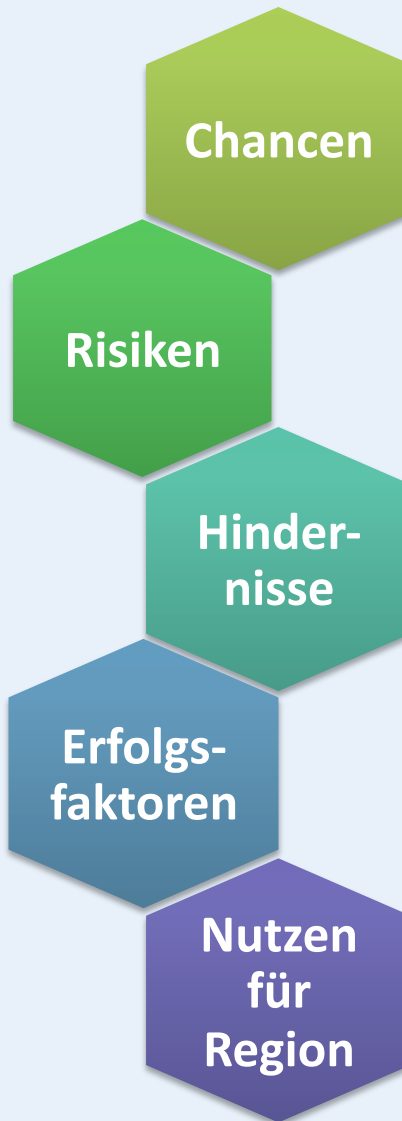 Chancen
Risiken
Hinder-
nisse
Erfolgs-
faktoren
Nutzen
für
Region